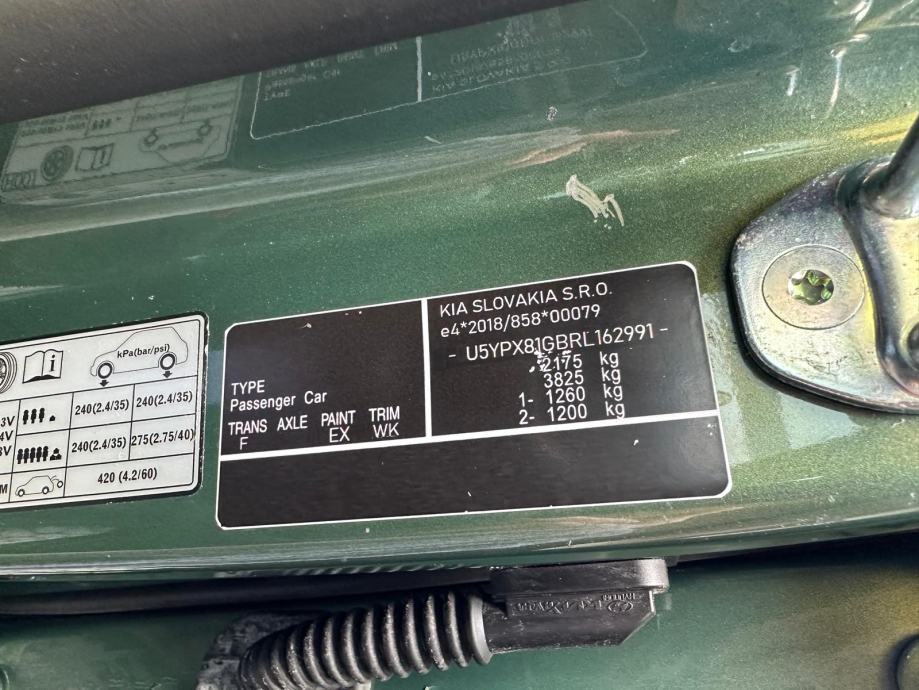 kPa(bar/psi)
240(2.4/35) 240(2.4/35)
240(2.4/35) 275(2.75/40)
420 (4.2/60)
TYPE
Passenger Car
TRANS AXLE PAINT TRIM
F EX WK
KIA SLOVAKIA S.R.O.
e4*2018/858*00079
- U5YPX81GBRL162991 -
2175 kg
3825 kg
1- 1260 kg
2- 1200 kg